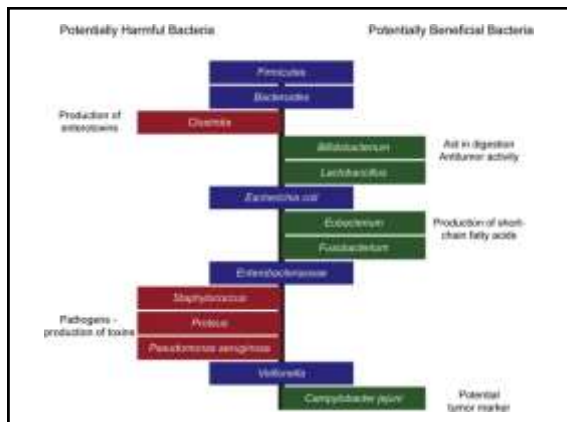 Potentially Harmful Bacteria
Potentially Beneficial Bacteria
Firmicutes
Bacteroides
Production of
enterotoxins
Clostridia
Bifidobacterium
Lactobacillus
Aid in digestion
Antitumor activity
Escherichia coli
Eubacterium
Fusobacterium
Production of short-
chain fatty acids
Enterobacteriaceae
Staphylococcus
Proteus
Pseudomonas aeruginosa
Pathogens -
production of toxins
Veillonella
Campylobacter jejuni
Potential
tumor marker